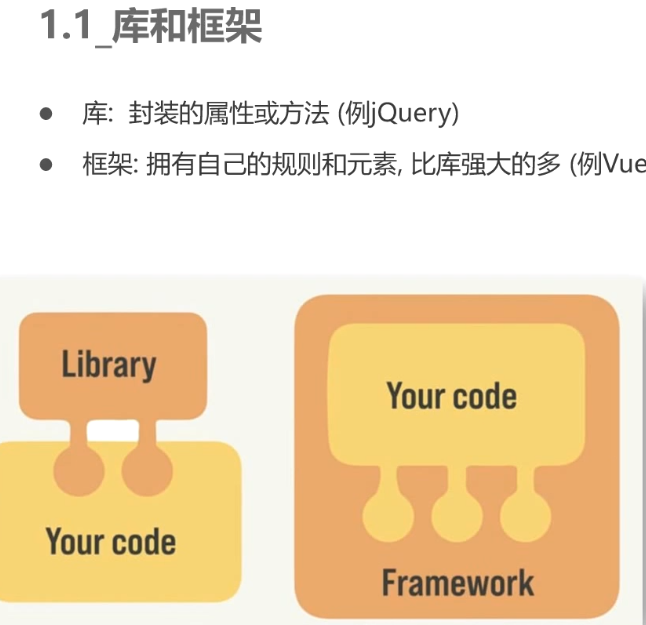 1.1_库和框架
● 库: 封装的属性或方法 (例jQuery)
● 框架: 拥有自己的规则和元素, 比库强大的多 (例Vue
Library
Your code
Your code
Framework